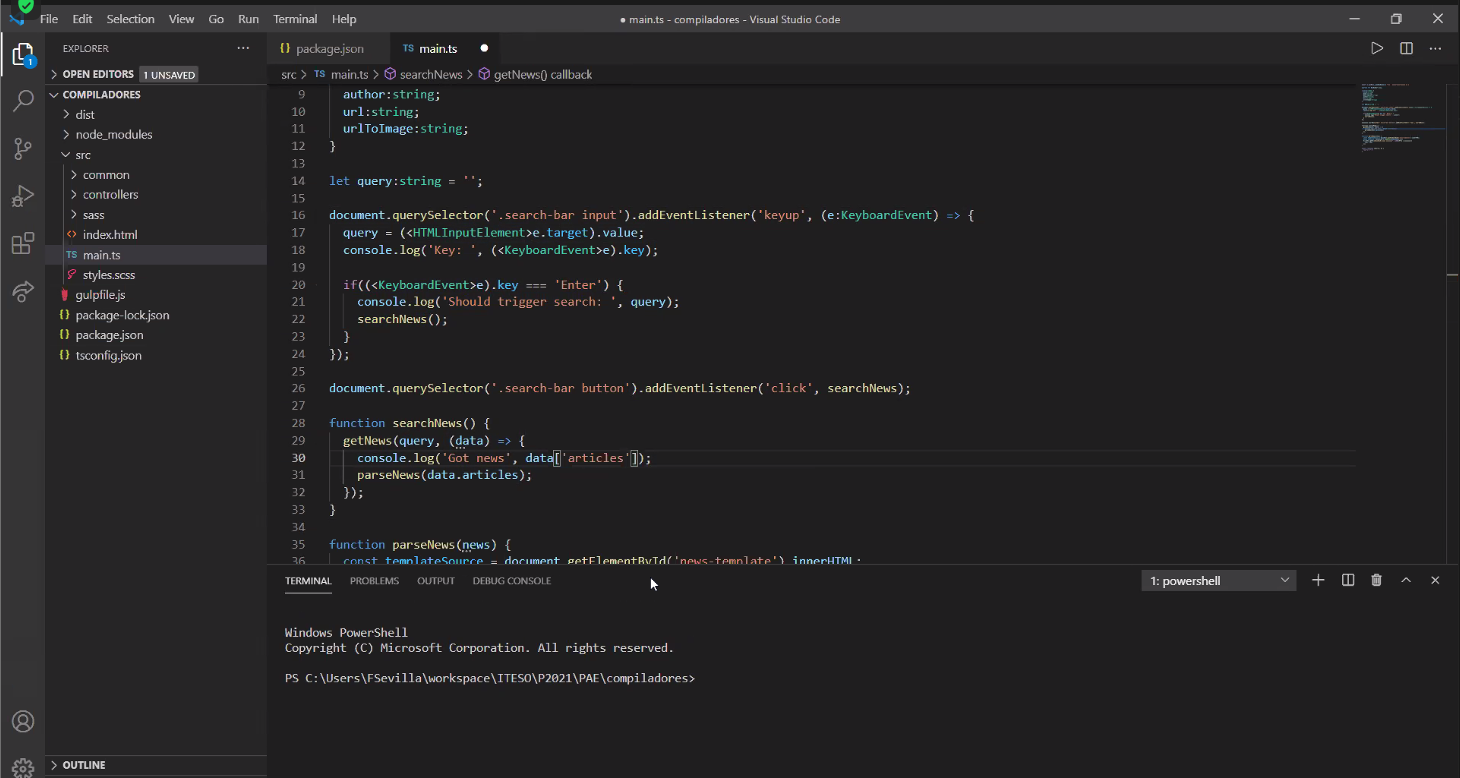 File Edit Selection View Go Run Terminal Help
● main.ts - compiladores - Visual Studio Code
EXPLORER
1
OPEN EDITORS 1 UNSAVED
COMPILADORES
dist
node_modules
src
common
controllers
sass
index.html
TS main.ts
styles.scss
gulpfile.js
{} package-lock.json
{} package.json
{} tsconfig.json
OUTLINE
{} package.json TS main.ts ●
src > TS main.ts > searchNews > getNews() callback
9 author:string;
10 url:string;
11 urlToImage:string;
12 }
13
14 let query:string = '';
15
16 document.querySelector('.search-bar input').addEventListener('keyup', (e:KeyboardEvent) => {
17 query = (<HTMLInputElement>e.target).value;
18 console.log('Key: ', (<KeyboardEvent>e).key);
19
20 if((<KeyboardEvent>e).key === 'Enter') {
21 console.log('Should trigger search: ', query);
22 searchNews();
23 }
24 });
25
26 document.querySelector('.search-bar button').addEventListener('click', searchNews);
27
28 function searchNews() {
29 getNews(query, (data) => {
30 console.log('Got news', data['articles']);
31 parseNews(data.articles);
32 });
33 }
34
35 function parseNews(news) {
36 const templateSource = document.getElementById('news-template').innerHTML;
TERMINAL PROBLEMS OUTPUT DEBUG CONSOLE
1: powershell
Windows PowerShell
Copyright (C) Microsoft Corporation. All rights reserved.
PS C:\Users\FSevilla\workspace\ITESO\P2021\PAE\compiladores>